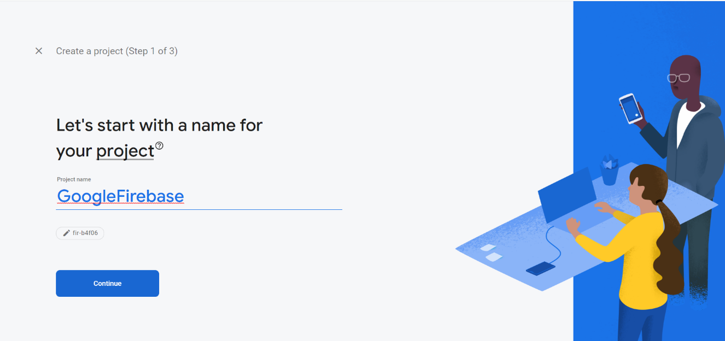 Create a project (Step 1 of 3)
Let's start with a name for
your project
Project name
GoogleFirebase
fir-b4f06
Continue